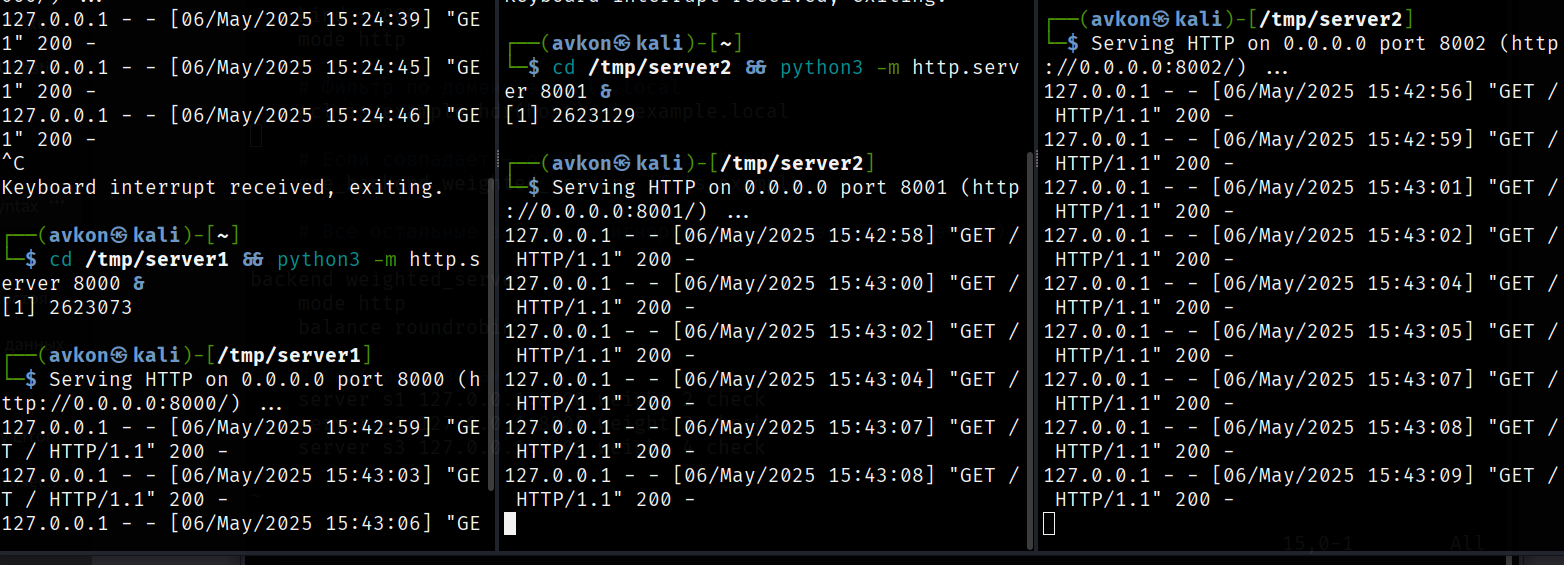 127.0.0.1 - - [06/May/2025 15:24:39] "GE
1" 200 -
127.0.0.1 - - [06/May/2025 15:24:45] "GE
1" 200 -
127.0.0.1 - - [06/May/2025 15:24:46] "GE
1" 200 -
^C
Keyboard interrupt received, exiting.
┌──(avkon㉿kali)-[~]
└─$ cd /tmp/server1 && python3 -m http.s
erver 8000 &
[1] 2623073
┌──(avkon㉿kali)-[/tmp/server1]
└─$ Serving HTTP on 0.0.0.0 port 8000 (h
ttp://0.0.0.0:8000/) ...
127.0.0.1 - - [06/May/2025 15:42:59] "GE
T / HTTP/1.1" 200 -
127.0.0.1 - - [06/May/2025 15:43:03] "GE
T / HTTP/1.1" 200 -
127.0.0.1 - - [06/May/2025 15:43:06] "GE
Keyboard interrupt received, exiting.
┌──(avkon㉿kali)-[~]
└─$ cd /tmp/server2 && python3 -m http.serv
er 8001 &
[1] 2623129
┌──(avkon㉿kali)-[/tmp/server2]
└─$ Serving HTTP on 0.0.0.0 port 8001 (http
://0.0.0.0:8001/) ...
127.0.0.1 - - [06/May/2025 15:42:58] "GET /
 HTTP/1.1" 200 -
127.0.0.1 - - [06/May/2025 15:43:00] "GET /
 HTTP/1.1" 200 -
127.0.0.1 - - [06/May/2025 15:43:02] "GET /
 HTTP/1.1" 200 -
127.0.0.1 - - [06/May/2025 15:43:04] "GET /
 HTTP/1.1" 200 -
127.0.0.1 - - [06/May/2025 15:43:07] "GET /
 HTTP/1.1" 200 -
127.0.0.1 - - [06/May/2025 15:43:08] "GET /
 HTTP/1.1" 200 -
┌──(avkon㉿kali)-[/tmp/server2]
└─$ Serving HTTP on 0.0.0.0 port 8002 (http
://0.0.0.0:8002/) ...
127.0.0.1 - - [06/May/2025 15:42:56] "GET /
 HTTP/1.1" 200 -
127.0.0.1 - - [06/May/2025 15:42:59] "GET /
 HTTP/1.1" 200 -
127.0.0.1 - - [06/May/2025 15:43:01] "GET /
 HTTP/1.1" 200 -
127.0.0.1 - - [06/May/2025 15:43:02] "GET /
 HTTP/1.1" 200 -
127.0.0.1 - - [06/May/2025 15:43:04] "GET /
 HTTP/1.1" 200 -
127.0.0.1 - - [06/May/2025 15:43:05] "GET /
 HTTP/1.1" 200 -
127.0.0.1 - - [06/May/2025 15:43:07] "GET /
 HTTP/1.1" 200 -
127.0.0.1 - - [06/May/2025 15:43:08] "GET /
 HTTP/1.1" 200 -
127.0.0.1 - - [06/May/2025 15:43:09] "GET /
 HTTP/1.1" 200 -
mode http
example.local
backend weighted_ser
mode http
balance roundrobi
данных
check
15,0-1
All